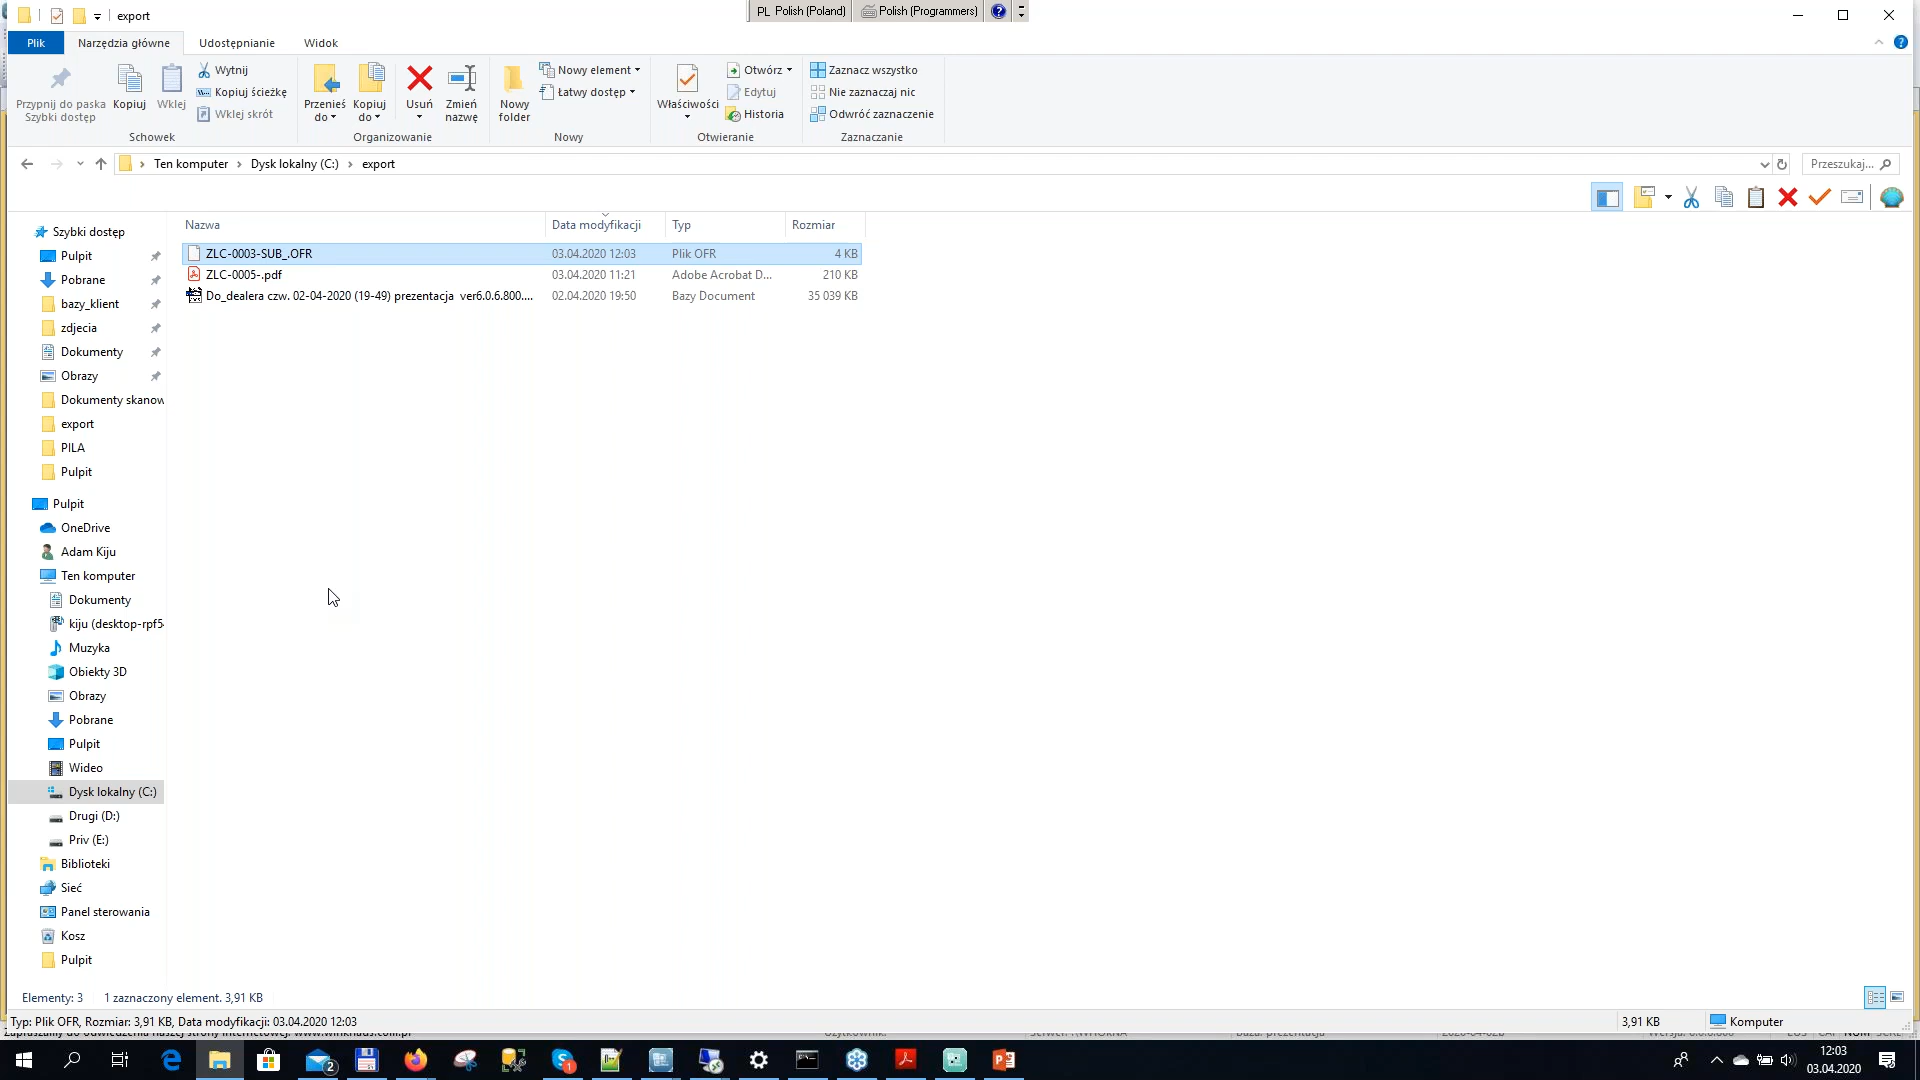 export
PL Polish (Poland) Polish (Programmers)
Plik Narzędzia główne Udostępnianie Widok
Przypnij do paska Szybki dostęp
Kopiuj
Wklej
Wytnij
Kopiuj ścieżkę
Wklej skrót
Schowek
Przenieś do
Kopiuj do
Usuń
Zmień nazwę
Organizowanie
Nowy folder
Nowy element
Łatwy dostęp
Nowy
Właściwości
Otwórz
Edytuj
Historia
Otwieranie
Zaznacz wszystko
Nie zaznaczaj nic
Odwróć zaznaczenie
Zaznaczanie
Ten komputer Dysk lokalny (C:) export
Przeszukaj...
Nazwa Data modyfikacji Typ Rozmiar
ZLC-0003-SUB_.OFR 03.04.2020 12:03 Plik OFR 4 KB
ZLC-0005-.pdf 03.04.2020 11:21 Adobe Acrobat D... 210 KB
Do_dealera czw. 02-04-2020 (19-49) prezentacja ver6.0.6.800.... 02.04.2020 19:50 Bazy Document 35 039 KB
Szybki dostęp
Pulpit
Pobrane
bazy_klient
zdjecia
Dokumenty
Obrazy
Dokumenty skanow
export
PILA
Pulpit
Pulpit
OneDrive
Adam Kiju
Ten komputer
Dokumenty
kiju (desktop-rpf5
Muzyka
Obiekty 3D
Obrazy
Pobrane
Pulpit
Wideo
Dysk lokalny (C:)
Drugi (D:)
Priv (E:)
Biblioteki
Sieć
Panel sterowania
Kosz
Pulpit
Elementy: 3 1 zaznaczony element. 3,91 KB
Typ: Plik OFR, Rozmiar: 3,91 KB, Data modyfikacji: 03.04.2020 12:03 3,91 KB Komputer
12:03
03.04.2020